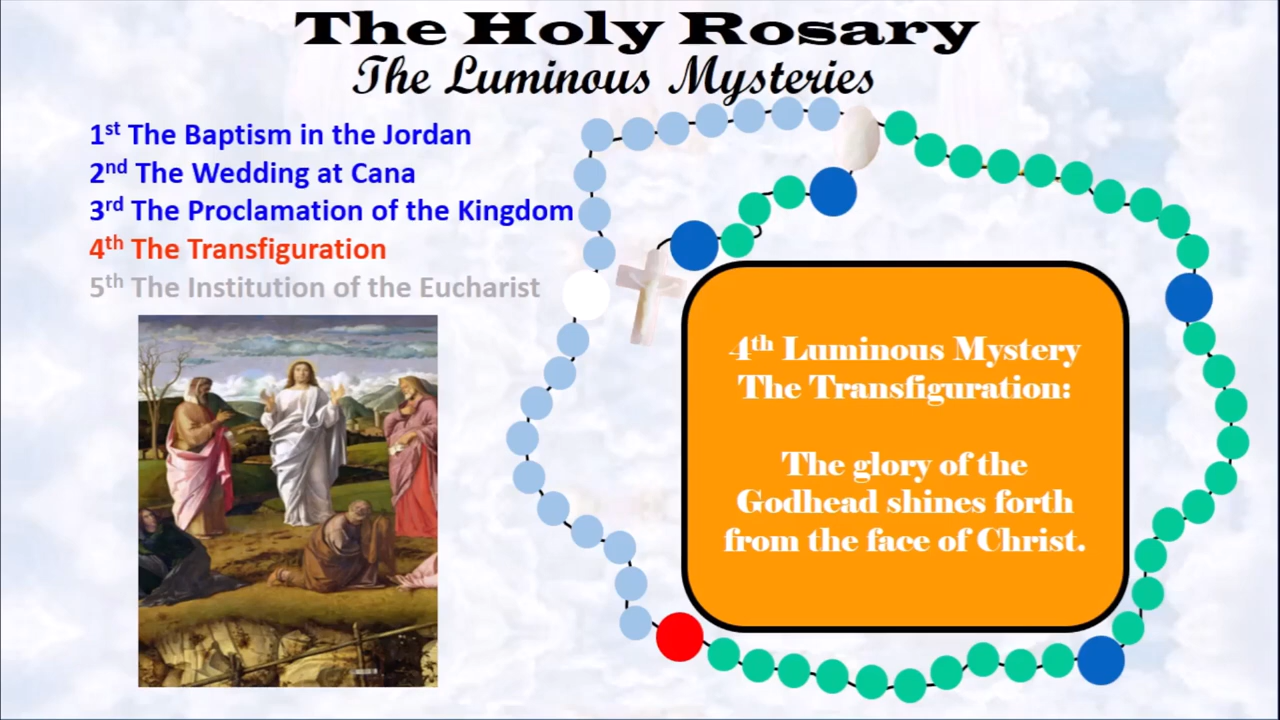 The Holy Rosary
The Luminous Mysteries
1st The Baptism in the Jordan
2nd The Wedding at Cana
3rd The Proclamation of the Kingdom
4th The Transfiguration
5th The Institution of the Eucharist
4th Luminous Mystery
The Transfiguration:
The glory of the
Godhead shines forth
from the face of Christ.